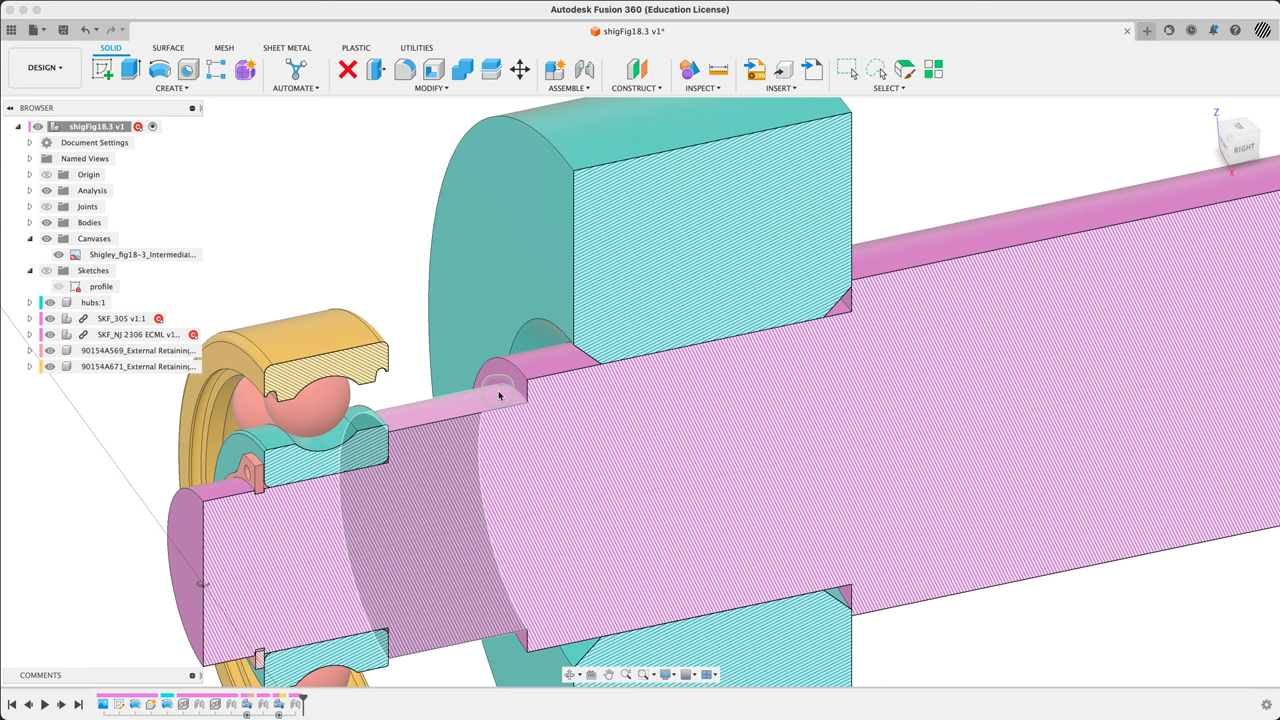 Autodesk Fusion 360 (Education License)
shigFig18.3 v1*
SOLID SURFACE MESH SHEET METAL PLASTIC UTILITIES
DESIGN
CREATE AUTOMATE MODIFY ASSEMBLE CONSTRUCT INSPECT INSERT SELECT
BROWSER
shigFig18.3 v1
Document Settings
Named Views
Origin
Analysis
Joints
Bodies
Canvases
Shigley_fig18-3_Intermediat...
Sketches
profile
hubs:1
SKF_305 v1:1
SKF_NJ 2306 ECML v1...
90154A569_External Retaining...
90154A671_External Retaining...
Z
RIGHT
X
COMMENTS